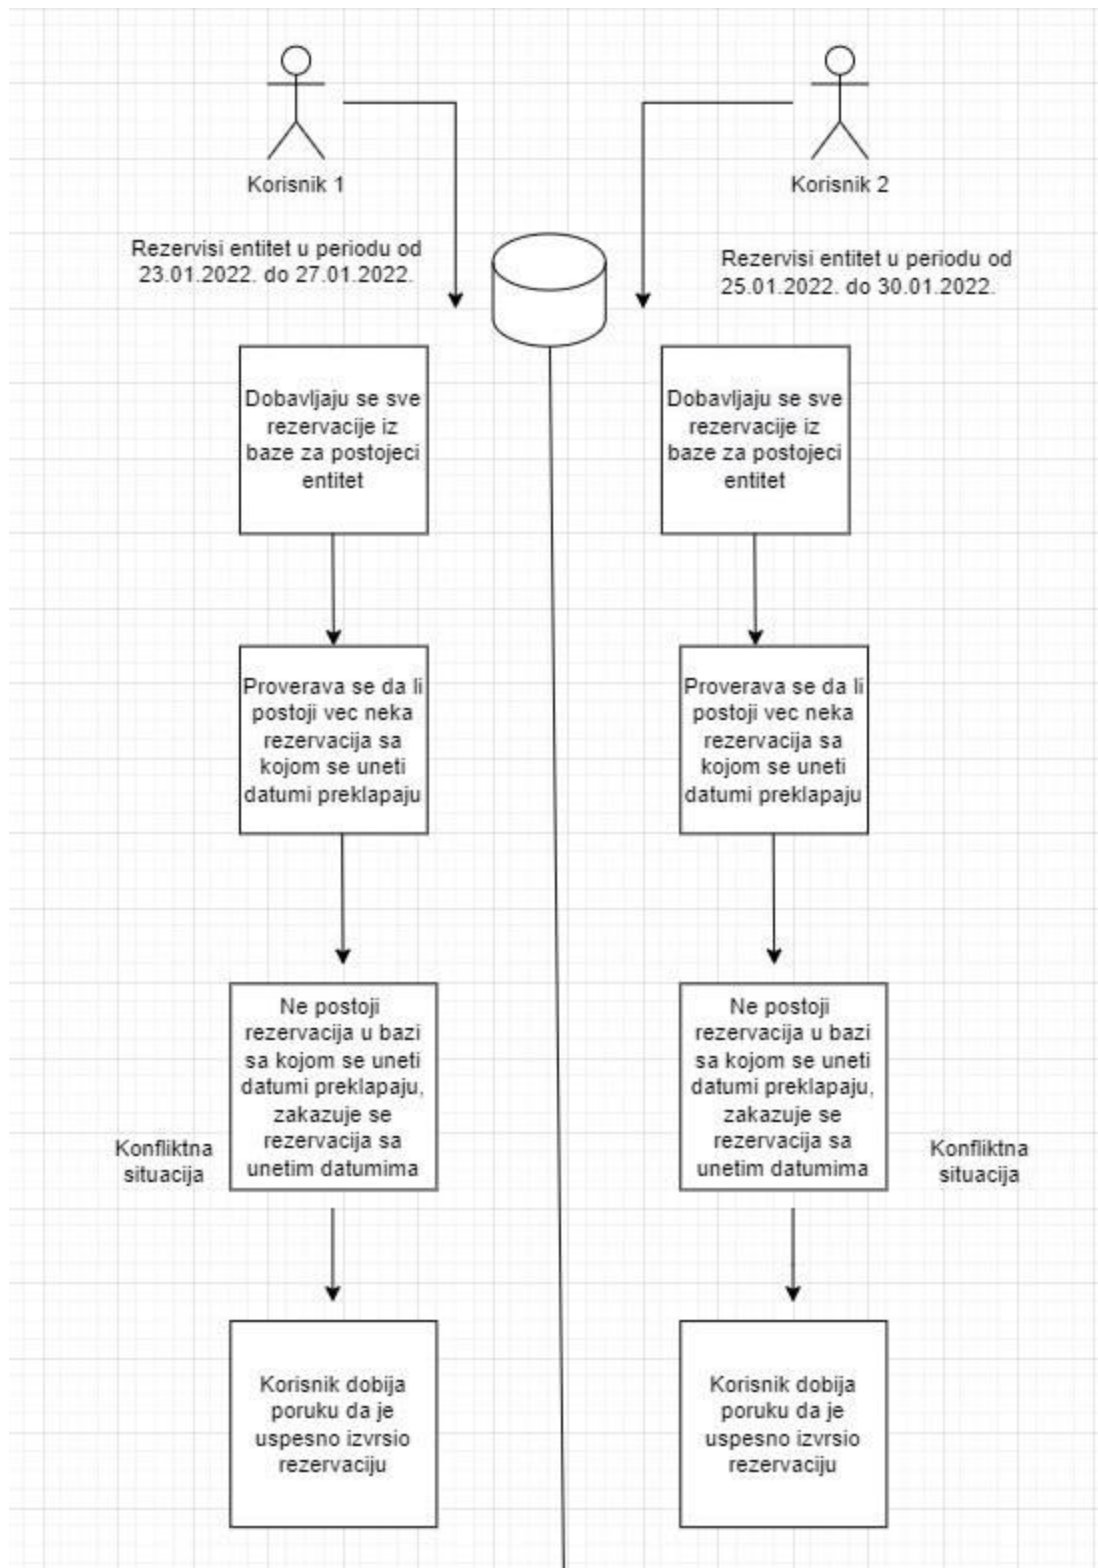 Korisnik 1
Korisnik 2
Rezervisi entitet u periodu od
23.01.2022. do 27.01.2022.
Rezervisi entitet u periodu od
25.01.2022. do 30.01.2022.
Dobavljaju se sve
rezervacije iz
baze za postojeci
entitet
Dobavljaju se sve
rezervacije iz
baze za postojeci
entitet
Proverava se da li
postoji vec neka
rezervacija sa
kojom se uneti
datumi preklapaju
Proverava se da li
postoji vec neka
rezervacija sa
kojom se uneti
datumi preklapaju
Ne postoji
rezervacija u bazi
sa kojom se uneti
datumi preklapaju,
zakazuje se
rezervacija sa
unetim datumima
Ne postoji
rezervacija u bazi
sa kojom se uneti
datumi preklapaju,
zakazuje se
rezervacija sa
unetim datumima
Konfliktna
situacija
Konfliktna
situacija
Korisnik dobija
poruku da je
uspesno izvrsio
rezervaciju
Korisnik dobija
poruku da je
uspesno izvrsio
rezervaciju